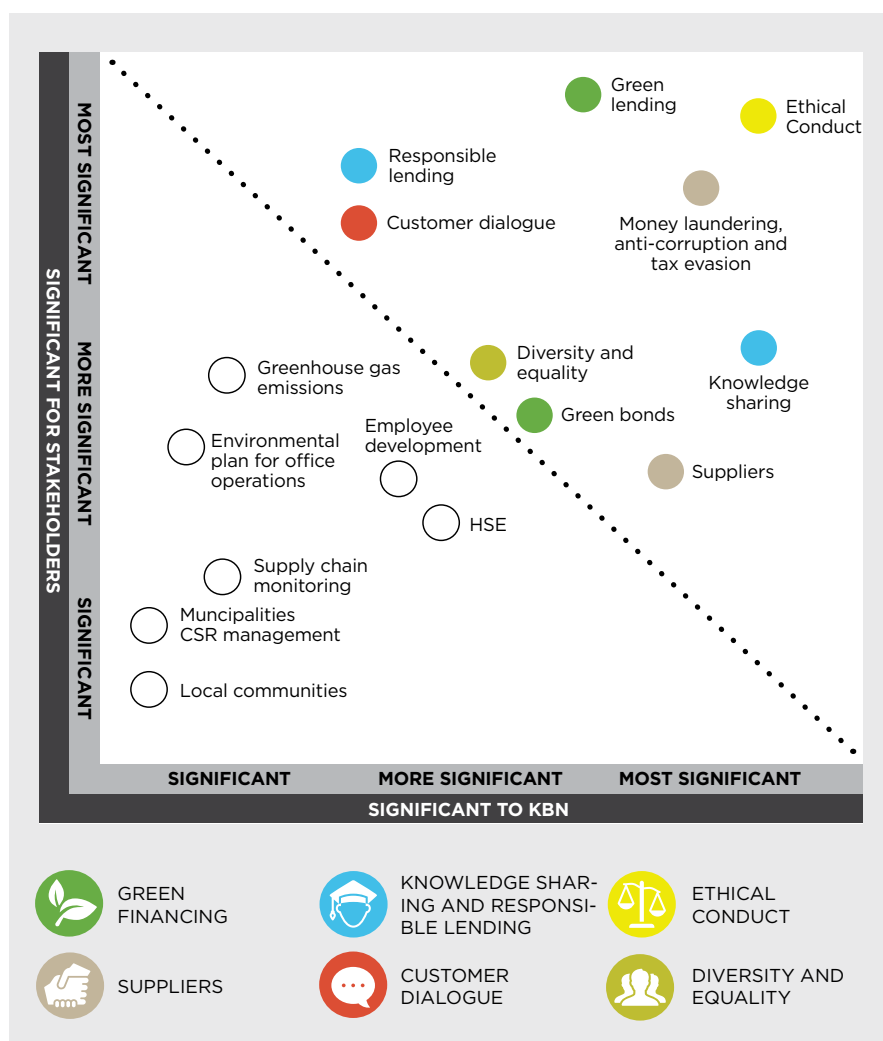 SIGNIFICANT FOR STAKEHOLDERS
MOST SIGNIFICANT
MORE SIGNIFICANT
SIGNIFICANT
Green
lending
Ethical
Conduct
Responsible
lending
Customer dialogue
Money laundering,
anti-corruption and
tax evasion
Diversity and
equality
Knowledge
sharing
Greenhouse gas
emissions
Green bonds
Employee
development
Environmental
plan for office
operations
Suppliers
HSE
Supply chain
monitoring
Muncipalities
CSR management
Local communities
SIGNIFICANT
MORE SIGNIFICANT
MOST SIGNIFICANT
SIGNIFICANT TO KBN
GREEN
FINANCING
KNOWLEDGE SHAR-
ING AND RESPONSI-
BLE LENDING
ETHICAL
CONDUCT
SUPPLIERS
CUSTOMER
DIALOGUE
DIVERSITY AND
EQUALITY